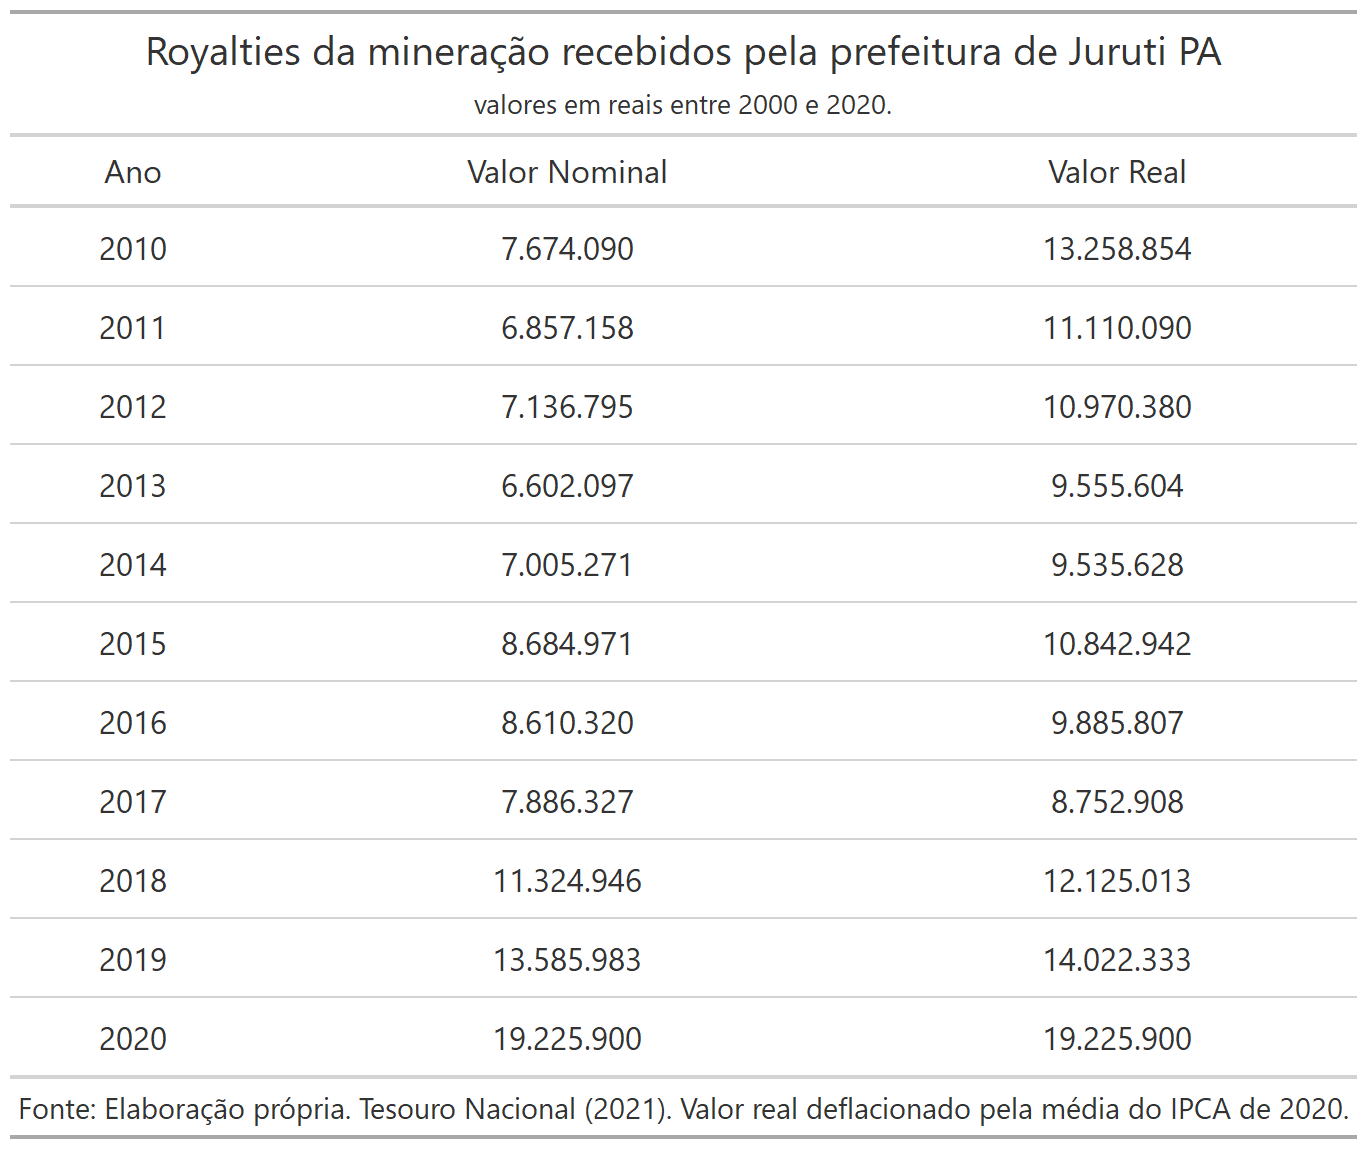 Royalties da mineração recebidos pela prefeitura de Juruti PA
valores em reais entre 2000 e 2020.
Ano Valor Nominal Valor Real
2010 7.674.090 13.258.854
2011 6.857.158 11.110.090
2012 7.136.795 10.970.380
2013 6.602.097 9.555.604
2014 7.005.271 9.535.628
2015 8.684.971 10.842.942
2016 8.610.320 9.885.807
2017 7.886.327 8.752.908
2018 11.324.946 12.125.013
2019 13.585.983 14.022.333
2020 19.225.900 19.225.900
Fonte: Elaboração própria. Tesouro Nacional (2021). Valor real deflacionado pela média do IPCA de 2020.